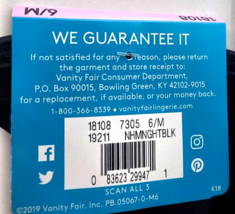 6/M
18108
WE GUARANTEE IT
If not satisfied for any reason, please return
the garment and store receipt to:
Vanity Fair Consumer Department,
P.O. Box 90015, Bowling Green, KY 42102-9015
for a replacement, if available, or your money back.
1-800-366-8339 • vanityfairlingerie.com
18108 7305 6/M
19211 NHMNGHTBLK
0 83623 29947 1
SCAN ALL 3
K18
©2019 Vanity Fair, Inc. PB.05067-0-M6